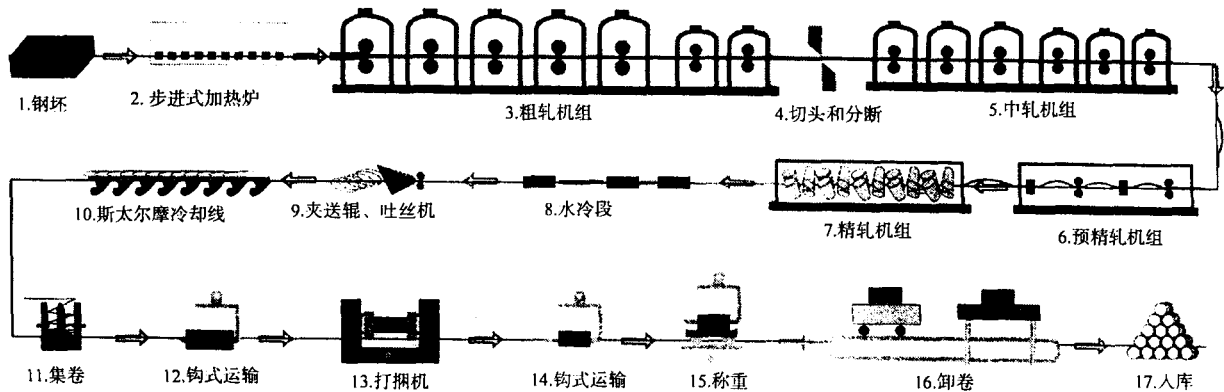 1.钢坯
2. 步进式加热炉
3.粗轧机组
4.切头和分断
5.中轧机组
10.斯太尔摩冷却线
9.夹送辊、吐丝机
8.水冷段
7.精轧机组
6.预精轧机组
11.集卷
12.钩式运输
13.打捆机
14.钩式运输
15.称重
16.卸卷
17.入库